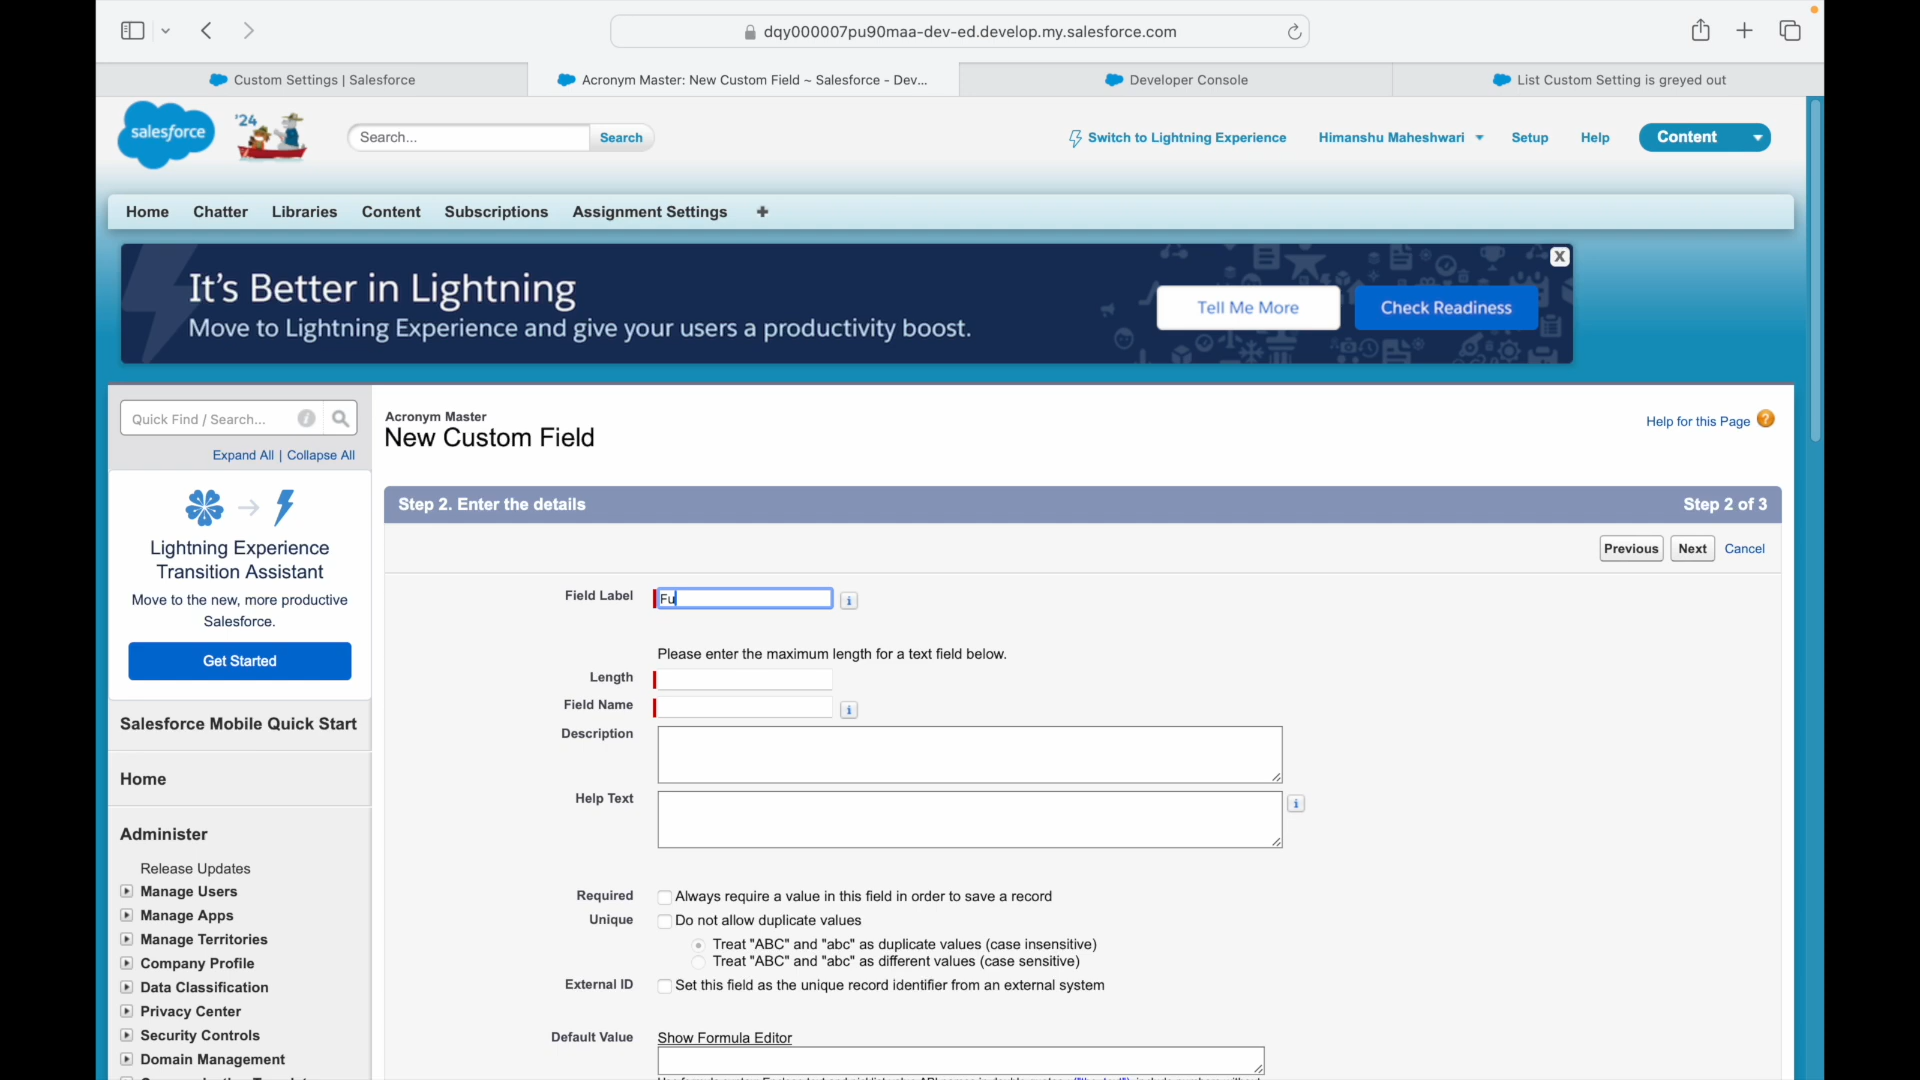 dqy000007pu90maa-dev-ed.develop.my.salesforce.com
Custom Settings | Salesforce
Acronym Master: New Custom Field ~ Salesforce - Dev...
Developer Console
List Custom Setting is greyed out
salesforce
'24
Search...
Search
Switch to Lightning Experience
Himanshu Maheshwari
Setup
Help
Content
Home
Chatter
Libraries
Content
Subscriptions
Assignment Settings
It's Better in Lightning
Move to Lightning Experience and give your users a productivity boost.
Tell Me More
Check Readiness
X
Quick Find / Search...
Expand All | Collapse All
Lightning Experience
Transition Assistant
Move to the new, more productive
Salesforce.
Get Started
Salesforce Mobile Quick Start
Home
Administer
Release Updates
Manage Users
Manage Apps
Manage Territories
Company Profile
Data Classification
Privacy Center
Security Controls
Domain Management
Acronym Master
New Custom Field
Help for this Page
Step 2. Enter the details
Step 2 of 3
Previous
Next
Cancel
Field Label
Fu
Please enter the maximum length for a text field below.
Length
Field Name
Description
Help Text
Required
Always require a value in this field in order to save a record
Unique
Do not allow duplicate values
Treat "ABC" and "abc" as duplicate values (case insensitive)
Treat "ABC" and "abc" as different values (case sensitive)
External ID
Set this field as the unique record identifier from an external system
Default Value
Show Formula Editor